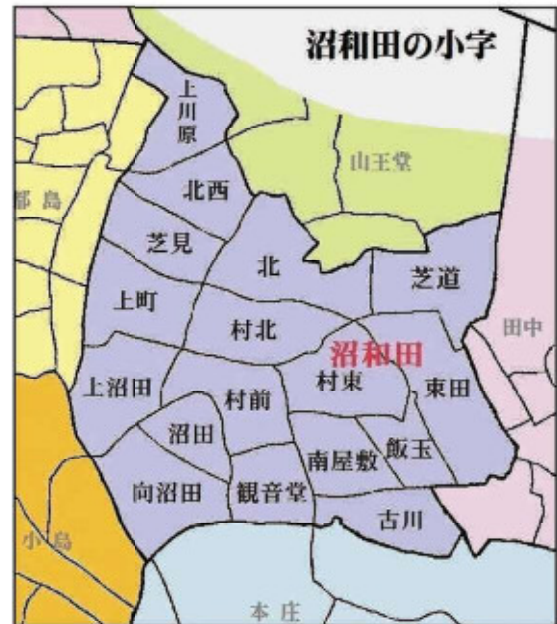 沼和田の小字
上川原
山王堂
北西
都島
芝見
北
芝道
上町
村北
田中
沼和田
上沼田
村東
東田
村前
沼田
南屋敷
飯玉
向沼田
観音堂
古川
小島
本庄